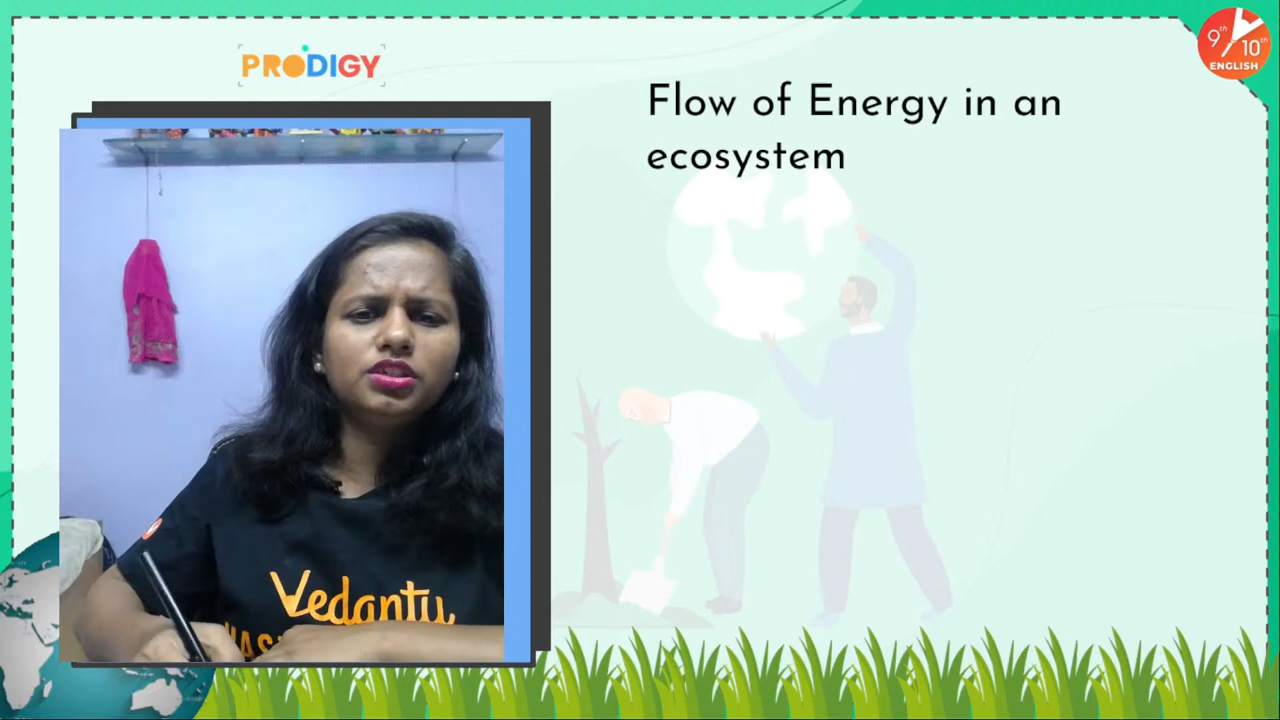 PRODIGY
Flow of Energy in an
ecosystem
9th 10th
ENGLISH
Vedantu